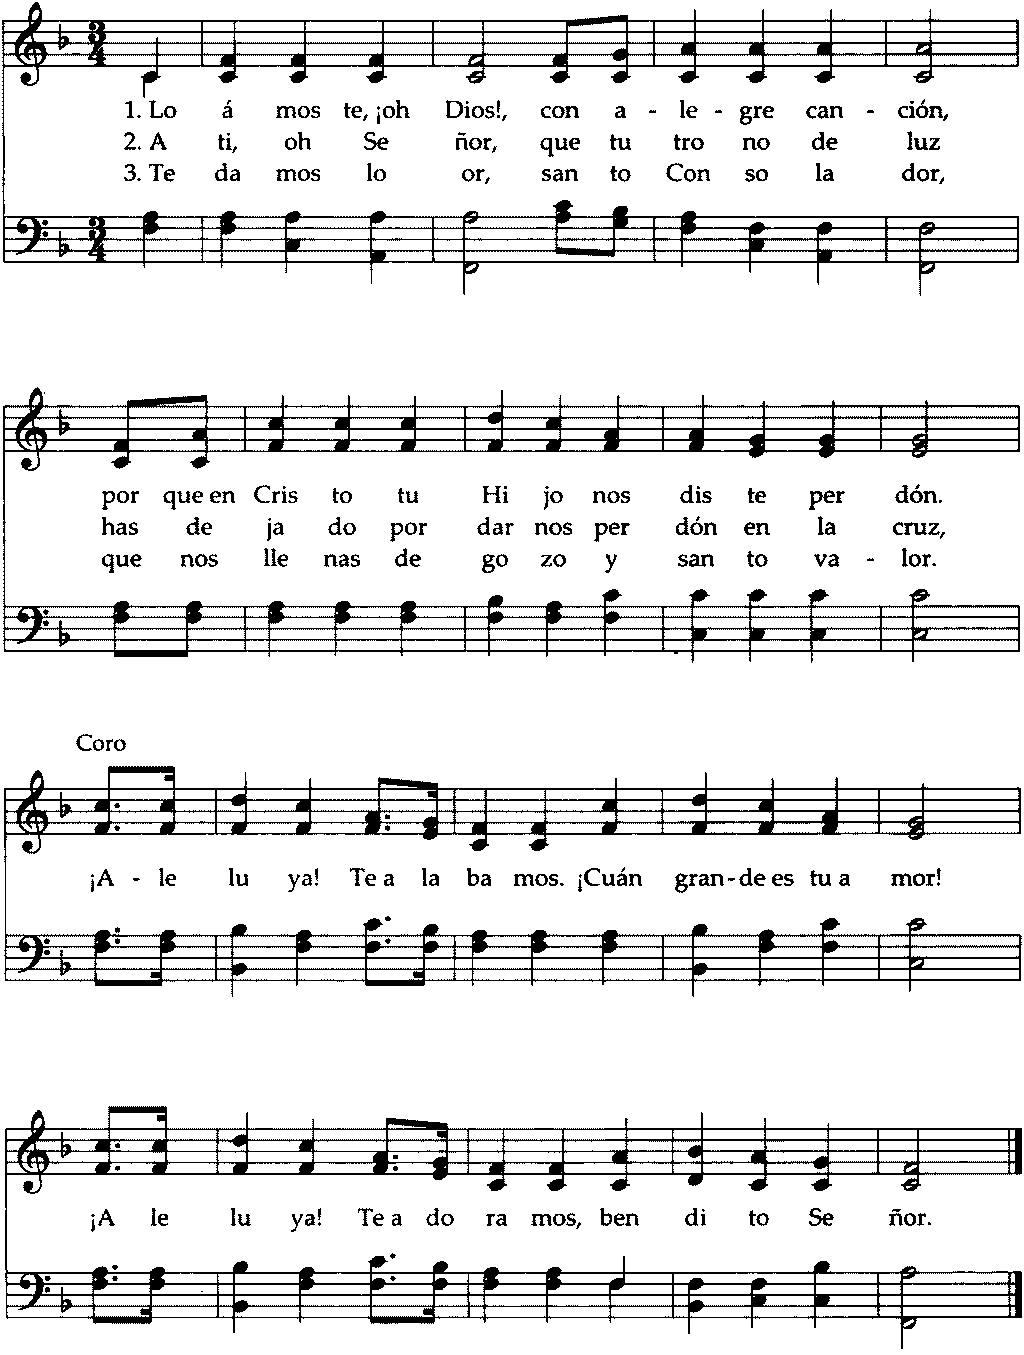 3 4
1. Lo á mos te, ¡oh Dios!, con a - le - gre can - ción,
2. A ti, oh Se ñor, que tu tro no de luz
3. Te da mos lo or, san to Con so la dor,
3 4
por que en Cris to tu Hi jo nos dis te per dón.
has de ja do por dar nos per dón en la cruz,
que nos lle nas de go zo y san to va - lor.
Coro
¡A - le lu ya! Te a la ba mos. ¡Cuán gran - de es tu a mor!
¡A le lu ya! Te a do ra mos, ben di to Se ñor.